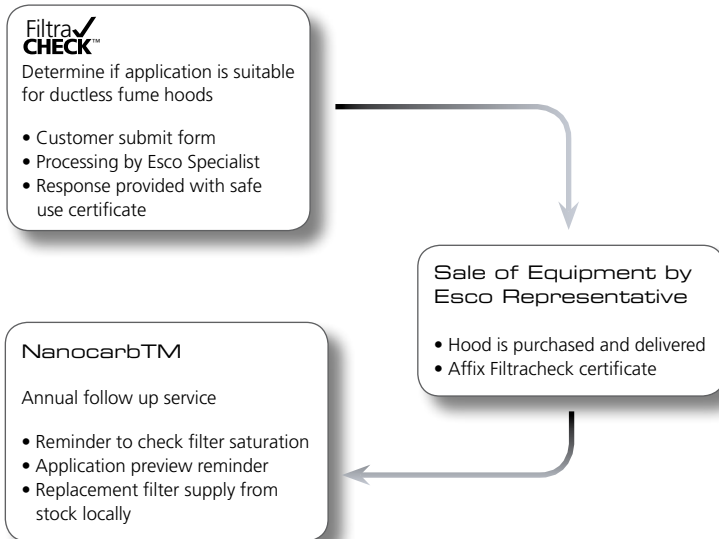 Filtra
CHECK™
Determine if application is suitable
for ductless fume hoods
• Customer submit form
• Processing by Esco Specialist
• Response provided with safe
use certificate
Sale of Equipment by
Esco Representative
• Hood is purchased and delivered
• Affix Filtracheck certificate
NanocarbTM
Annual follow up service
• Reminder to check filter saturation
• Application preview reminder
• Replacement filter supply from
stock locally